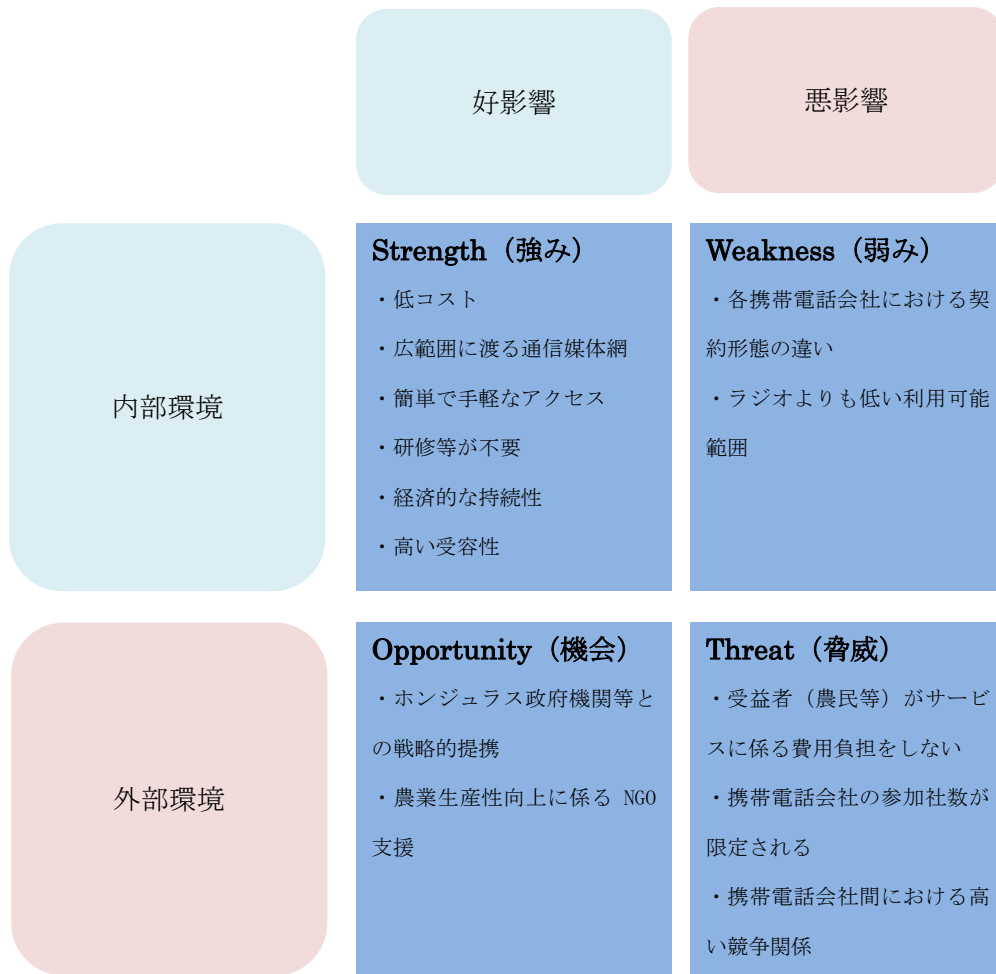 好影響
悪影響
内部環境
Strength（強み）
・低コスト
・広範囲に渡る通信媒体網
・簡単で手軽なアクセス
・研修等が不要
・経済的な持続性
・高い受容性
Weakness（弱み）
・各携帯電話会社における契
約形態の違い
・ラジオよりも低い利用可能
範囲
外部環境
Opportunity（機会）
・ホンジュラス政府機関等と
の戦略的提携
・農業生産性向上に係る NGO
支援
Threat（脅威）
・受益者（農民等）がサービ
スに係る費用負担をしない
・携帯電話会社の参加社数が
限定される
・携帯電話会社間における高
い競争関係